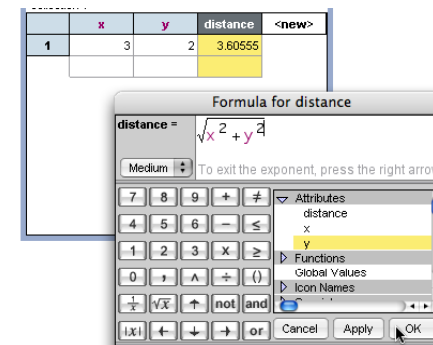 x y distance <new>
1 3 2 3.60555
Formula for distance
distance = √x² + y²
Medium To exit the exponent, press the right arrow
7 8 9 + ≠ Attributes
distance
4 5 6 − ≤ x
y
1 2 3 x ≥ Functions
Global Values
0 , ^ ÷ () Icon Names
1/x √x ↑ not and
|x| ← ↓ → or Cancel Apply OK